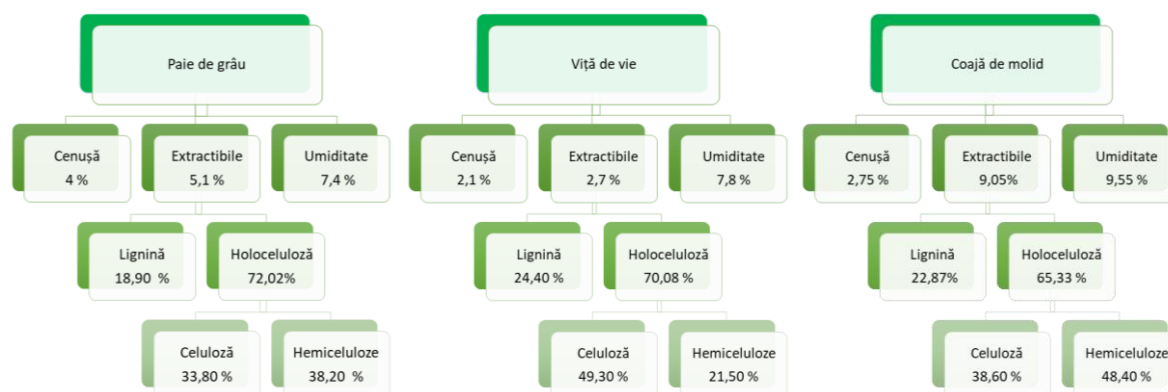 Paie de grâu
Cenușă
4 %
Extractibile
5,1 %
Umiditate
7,4 %
Lignină
18,90 %
Holoceluloză
72,02%
Celuloză
33,80 %
Hemiceluloze
38,20 %
Viță de vie
Cenușă
2,1 %
Extractibile
2,7 %
Umiditate
7,8 %
Lignină
24,40 %
Holoceluloză
70,08 %
Celuloză
49,30 %
Hemiceluloze
21,50 %
Coajă de molid
Cenușă
2,75 %
Extractibile
9,05%
Umiditate
9,55 %
Lignină
22,87%
Holoceluloză
65,33 %
Celuloză
38,60 %
Hemiceluloze
48,40 %